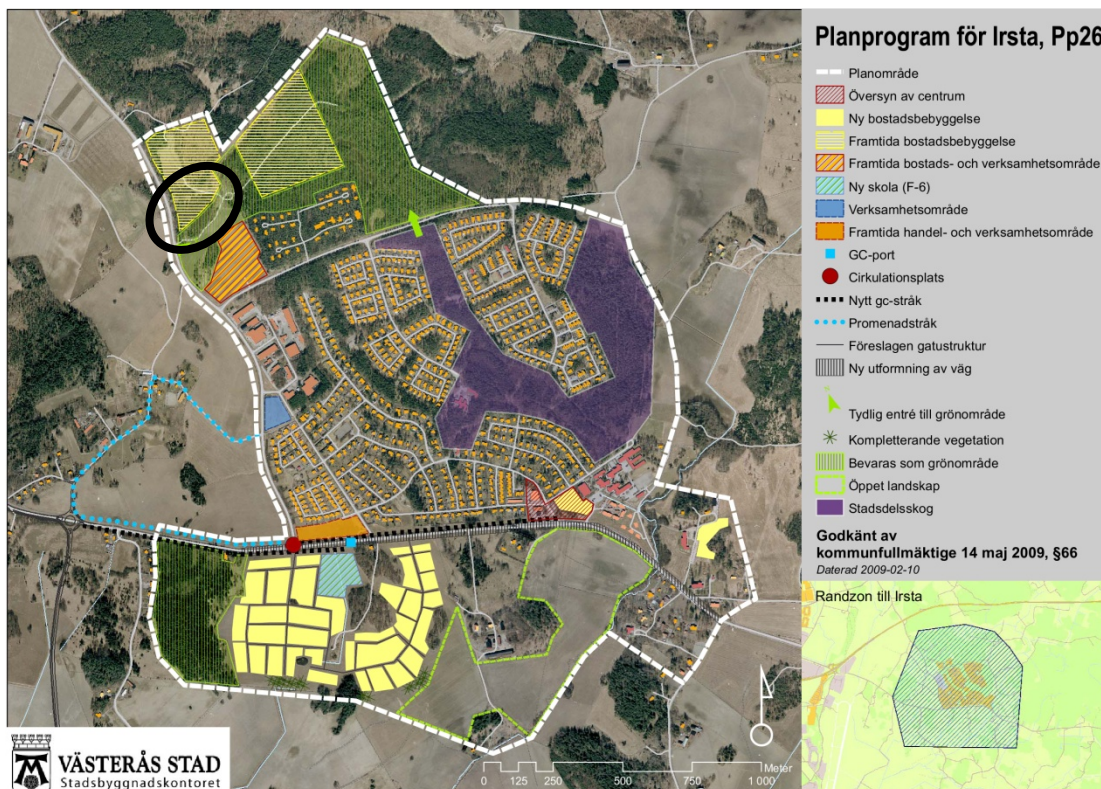 Planprogram för Irsta, Pp26
Planområde
Översyn av centrum
Ny bostadsbebyggelse
Framtida bostadsbebyggelse
Framtida bostads- och verksamhetsområde
Ny skola (F-6)
Verksamhetsområde
Framtida handel- och verksamhetsområde
GC-port
Cirkulationsplats
Nytt gc-stråk
Promenadstråk
Föreslagen gatustruktur
Ny utformning av väg
Tydlig entré till grönområde
Kompletterande vegetation
Bevaras som grönområde
Öppet landskap
Stadsdelsskog
Godkänt av
kommunfullmäktige 14 maj 2009, §66
Daterad 2009-02-10
Randzon till Irsta
VÄSTERÅS STAD
Stadsbyggnadskontoret
Meter
0 125 250 500 750 1 000